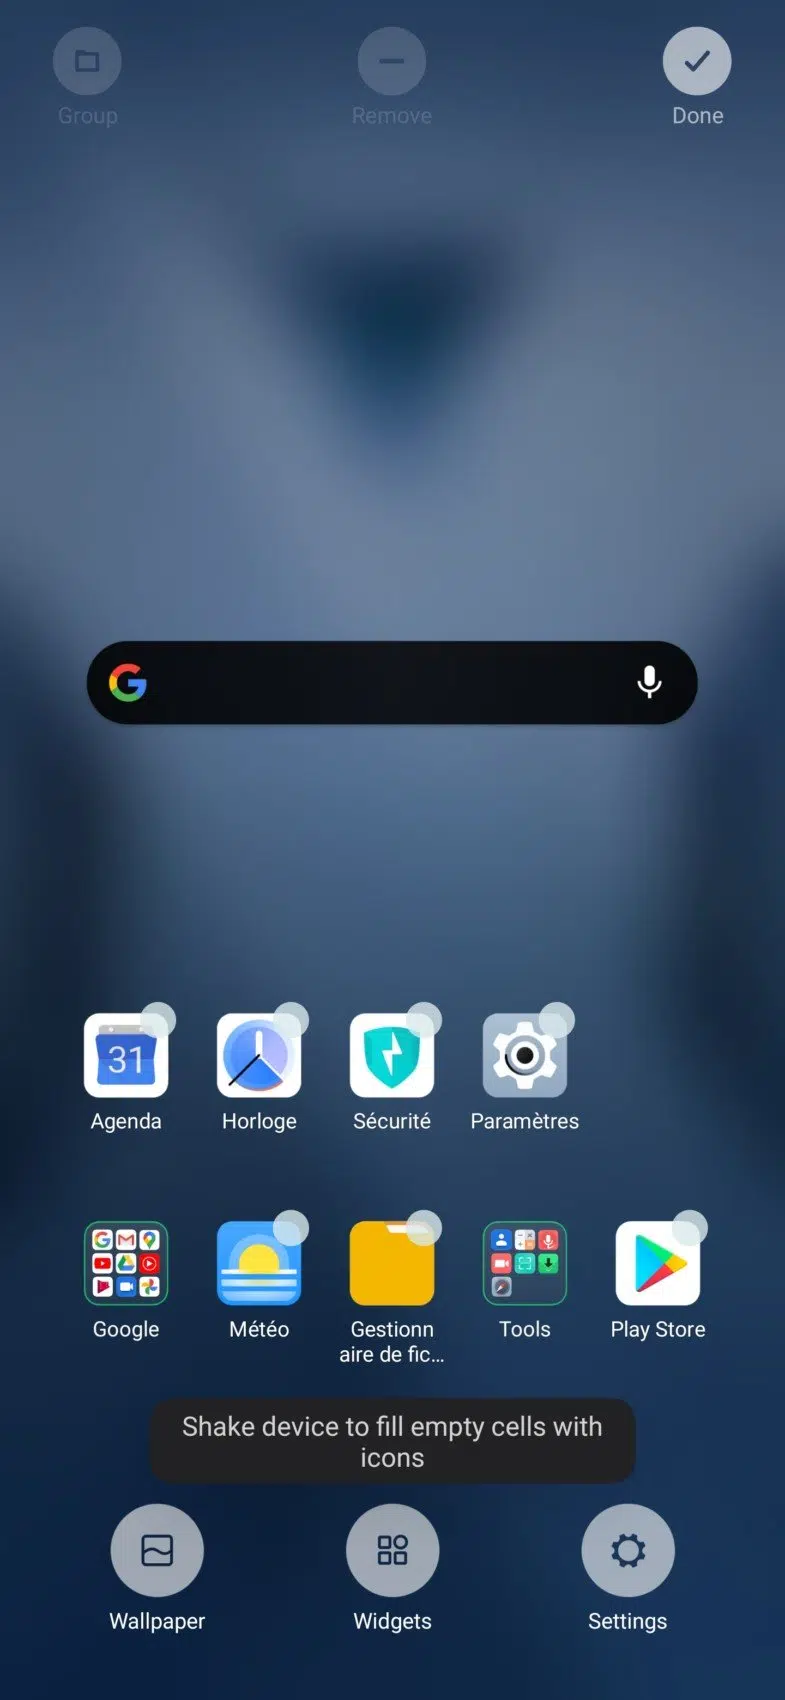 Group
Remove
Done
31
Agenda
Horloge
Sécurité
Paramètres
Google
Météo
Gestionn
aire de fic...
Tools
Play Store
Shake device to fill empty cells with
icons
Wallpaper
Widgets
Settings